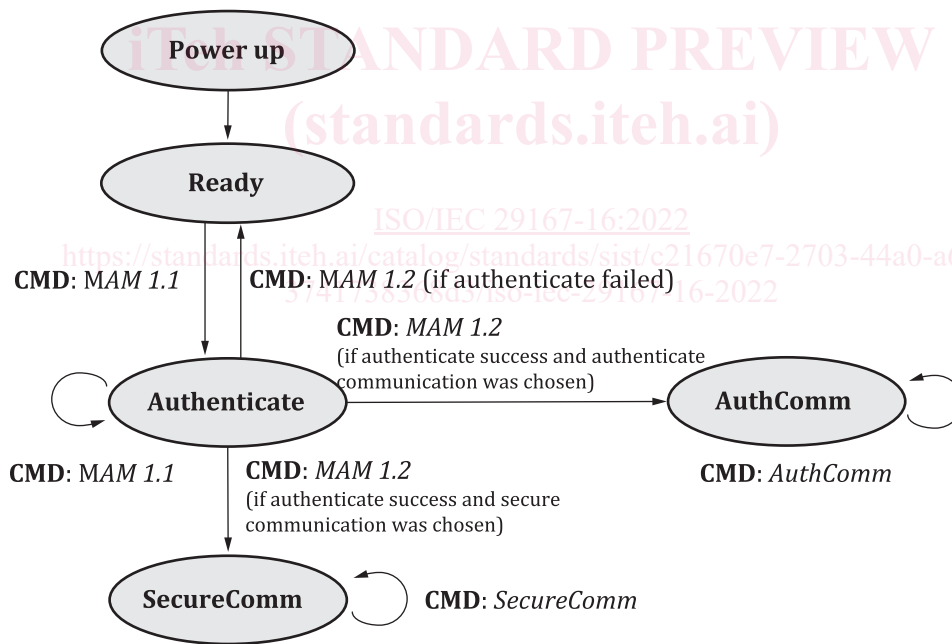 iTeh STANDARD PREVIEW
Power up
(standards.iteh.ai)
Ready
ISO/IEC 29167-16:2022
https://standards.iteh.ai/catalog/standards/sist/c21670e7-2703-44a0-a
CMD: MAM 1.1
CMD: MAM 1.2 (if authenticate failed)
CMD: MAM 1.2
(if authenticate success and authenticate
communication was chosen)
Authenticate
AuthComm
CMD: MAM 1.1
CMD: MAM 1.2
(if authenticate success and secure
communication was chosen)
CMD: AuthComm
SecureComm
CMD: SecureComm